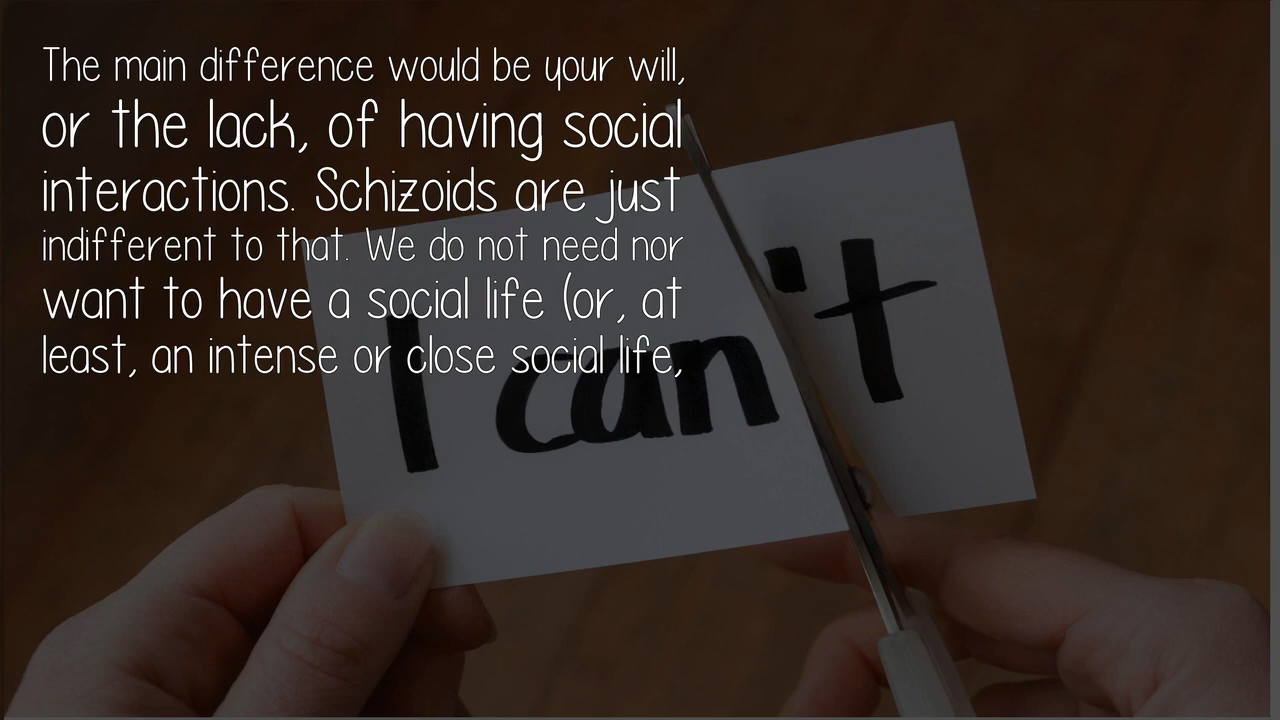 The main difference would be your will,
or the lack, of having social
interactions. Schizoids are just
indifferent to that. We do not need nor
want to have a social life (or, at
least, an intense or close social life,
I can't